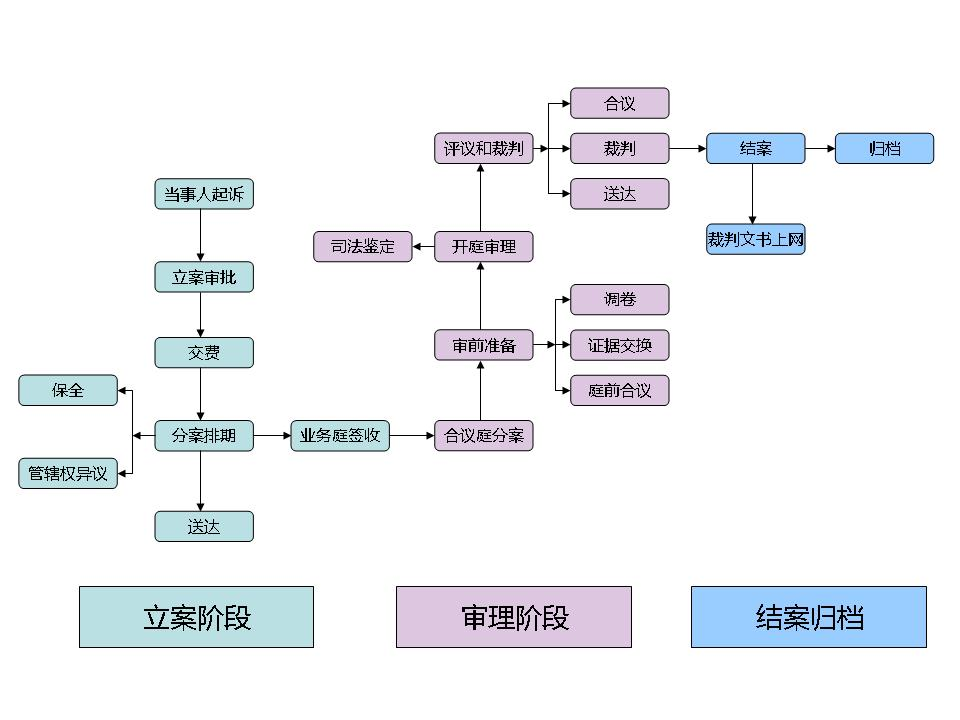 合议
评议和裁判
裁判
结案
归档
当事人起诉
送达
司法鉴定
开庭审理
裁判文书上网
立案审批
调卷
交费
审前准备
证据交换
保全
庭前合议
分案排期
业务庭签收
合议庭分案
管辖权异议
送达
立案阶段
审理阶段
结案归档